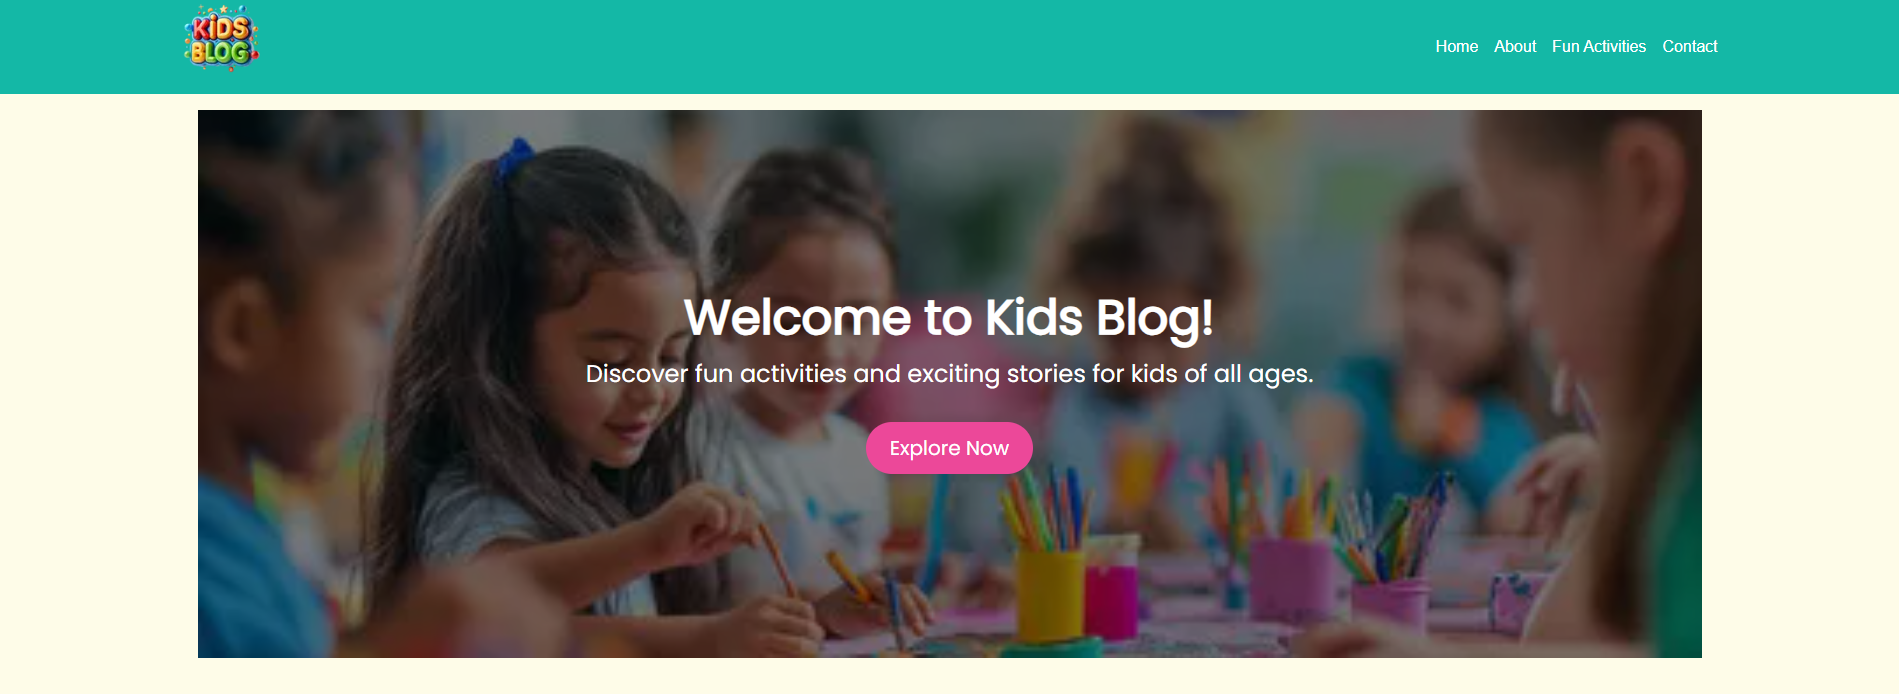 KIDS
BLOG
Home About Fun Activities Contact
Welcome to Kids Blog!
Discover fun activities and exciting stories for kids of all ages.
Explore Now